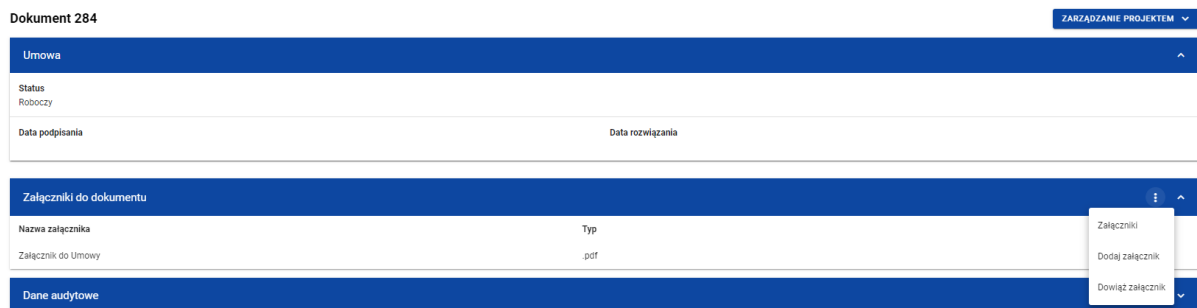 Dokument 284
ZARZĄDZANIE PROJEKTEM
Umowa
Status
Roboczy
Data podpisania Data rozwiązania
Załączniki do dokumentu
Nazwa załącznika Typ
Załączniki
Załącznik do Umowy .pdf
Dodaj załącznik
Dowiąż załącznik
Dane audytowe